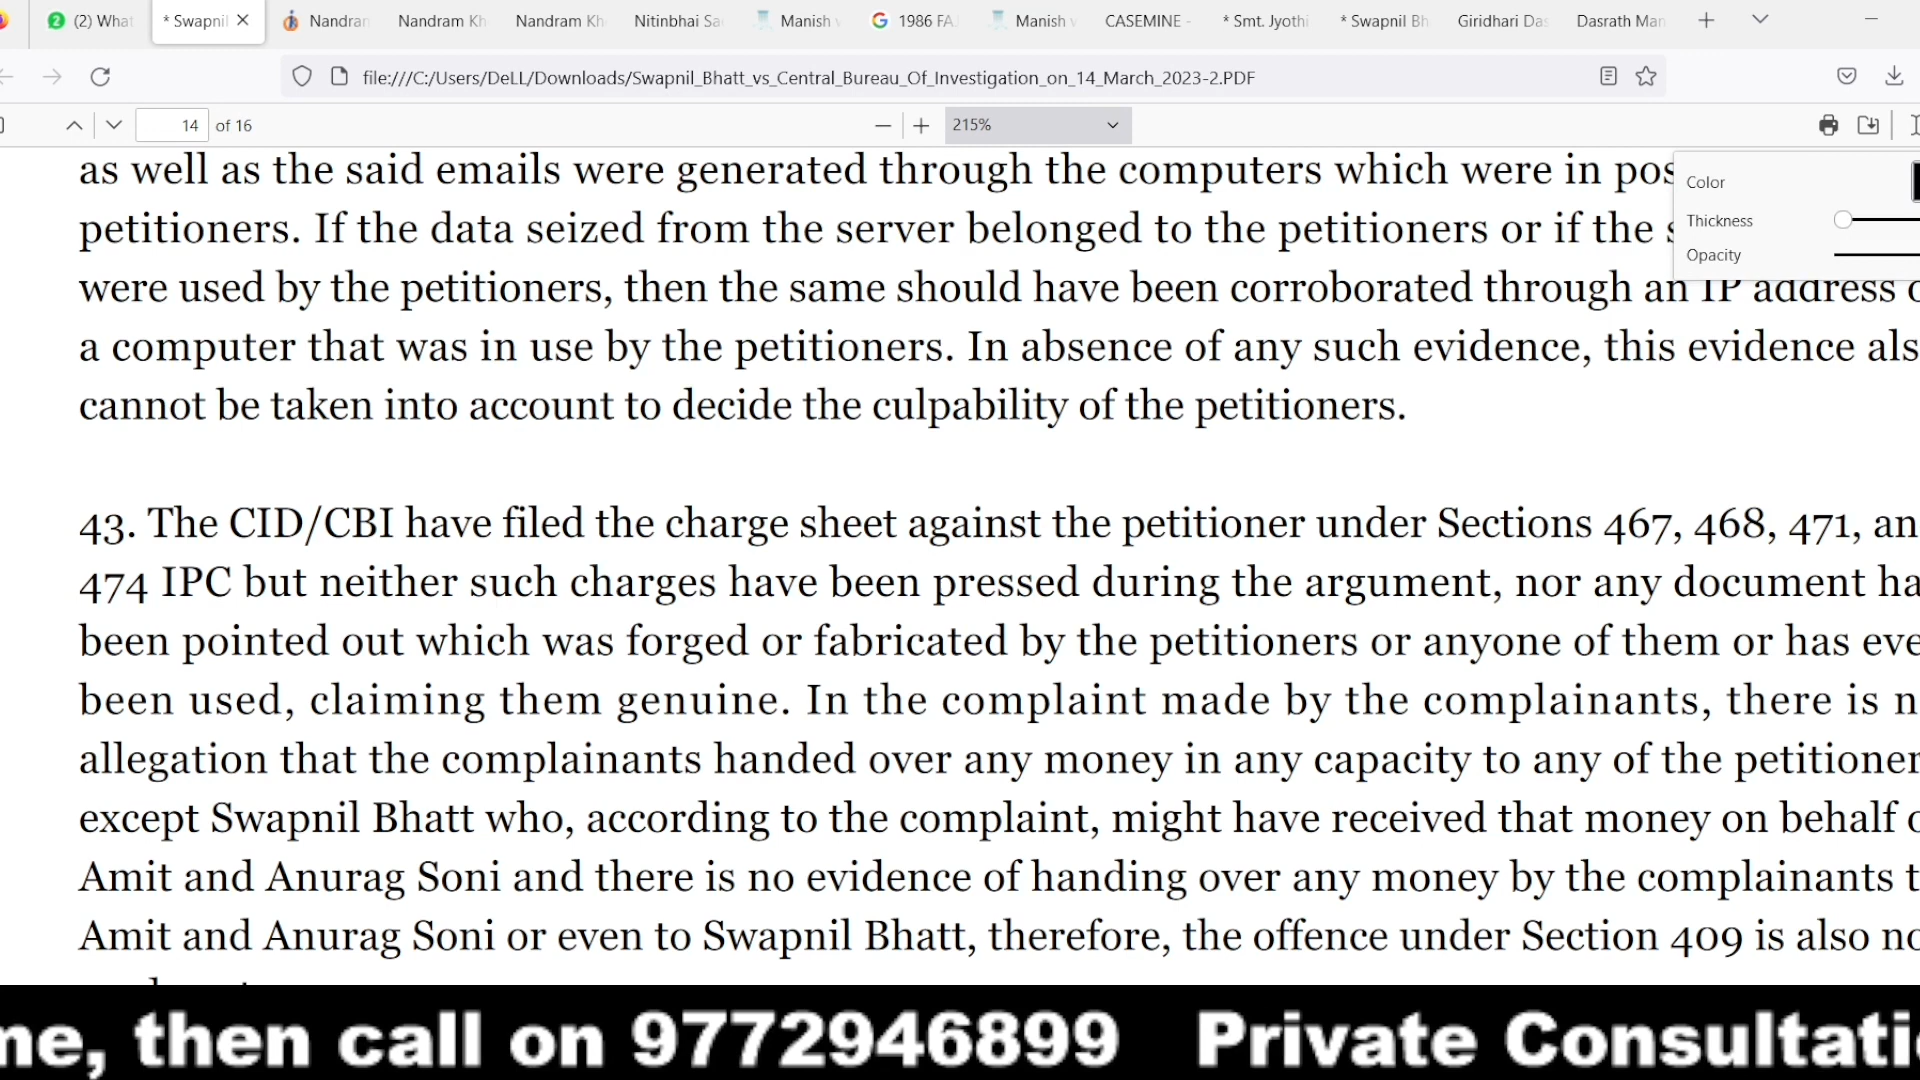 (2) What
* Swapnil
Nandram
Nandram Kh
Nandram Kh
Nitinbhai Sa
Manish v
1986 FA
Manish v
CASEMINE -
* Smt. Jyothi
* Swapnil Bh
Giridhari Das
Dasrath Man
file:///C:/Users/DeLL/Downloads/Swapnil_Bhatt_vs_Central_Bureau_Of_Investigation_on_14_March_2023-2.PDF
14 of 16
215%
Color
Thickness
Opacity
as well as the said emails were generated through the computers which were in pos
petitioners. If the data seized from the server belonged to the petitioners or if the s
were used by the petitioners, then the same should have been corroborated through an IP address o
a computer that was in use by the petitioners. In absence of any such evidence, this evidence als
cannot be taken into account to decide the culpability of the petitioners.
43. The CID/CBI have filed the charge sheet against the petitioner under Sections 467, 468, 471, an
474 IPC but neither such charges have been pressed during the argument, nor any document ha
been pointed out which was forged or fabricated by the petitioners or anyone of them or has eve
been used, claiming them genuine. In the complaint made by the complainants, there is n
allegation that the complainants handed over any money in any capacity to any of the petitioner
except Swapnil Bhatt who, according to the complaint, might have received that money on behalf o
Amit and Anurag Soni and there is no evidence of handing over any money by the complainants t
Amit and Anurag Soni or even to Swapnil Bhatt, therefore, the offence under Section 409 is also no
ne, then call on 9772946899 Private Consultati